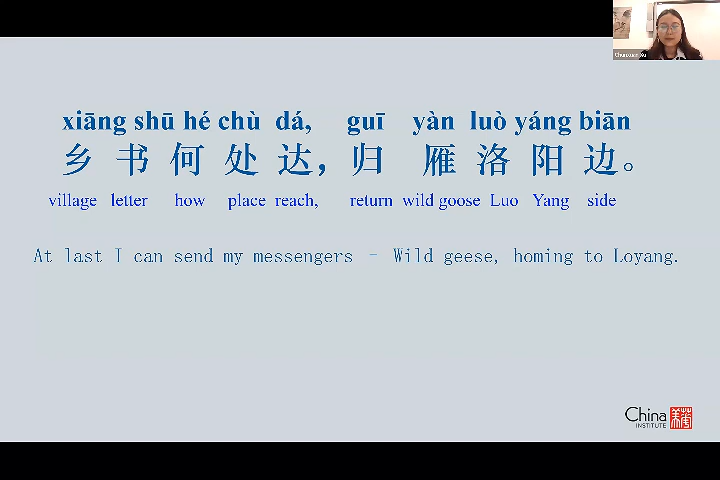 xiāng shū hé chù dá, guī yàn luò yáng biān
乡书何处达，归雁洛阳边。
village letter how place reach, return wild goose Luo Yang side
At last I can send my messengers – Wild geese, homing to Loyang.
China
INSTITUTE